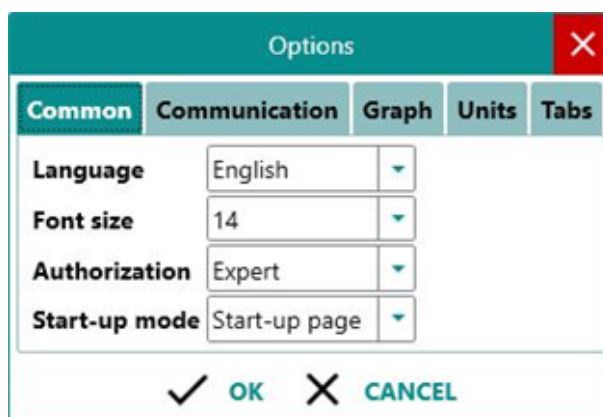 Options
Common Communication Graph Units Tabs
Language English
Font size 14
Authorization Expert
Start-up mode Start-up page
OK CANCEL